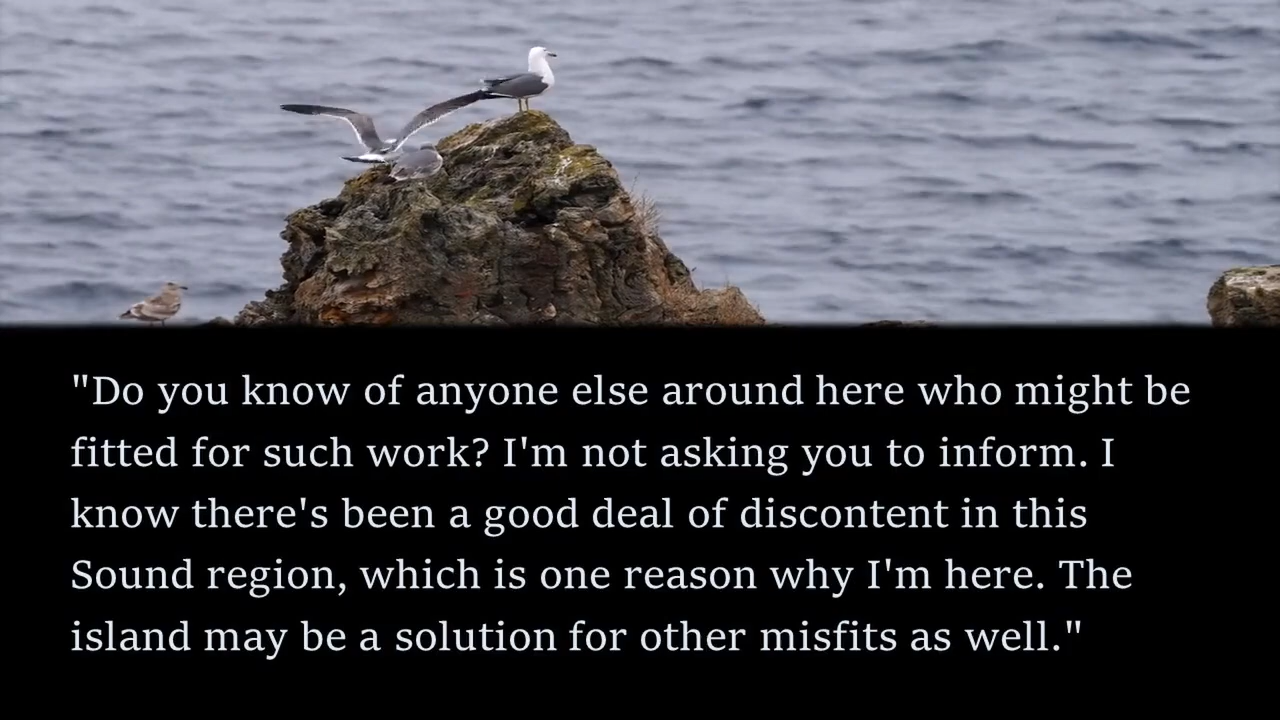 "Do you know of anyone else around here who might be
fitted for such work? I'm not asking you to inform. I
know there's been a good deal of discontent in this
Sound region, which is one reason why I'm here. The
island may be a solution for other misfits as well."